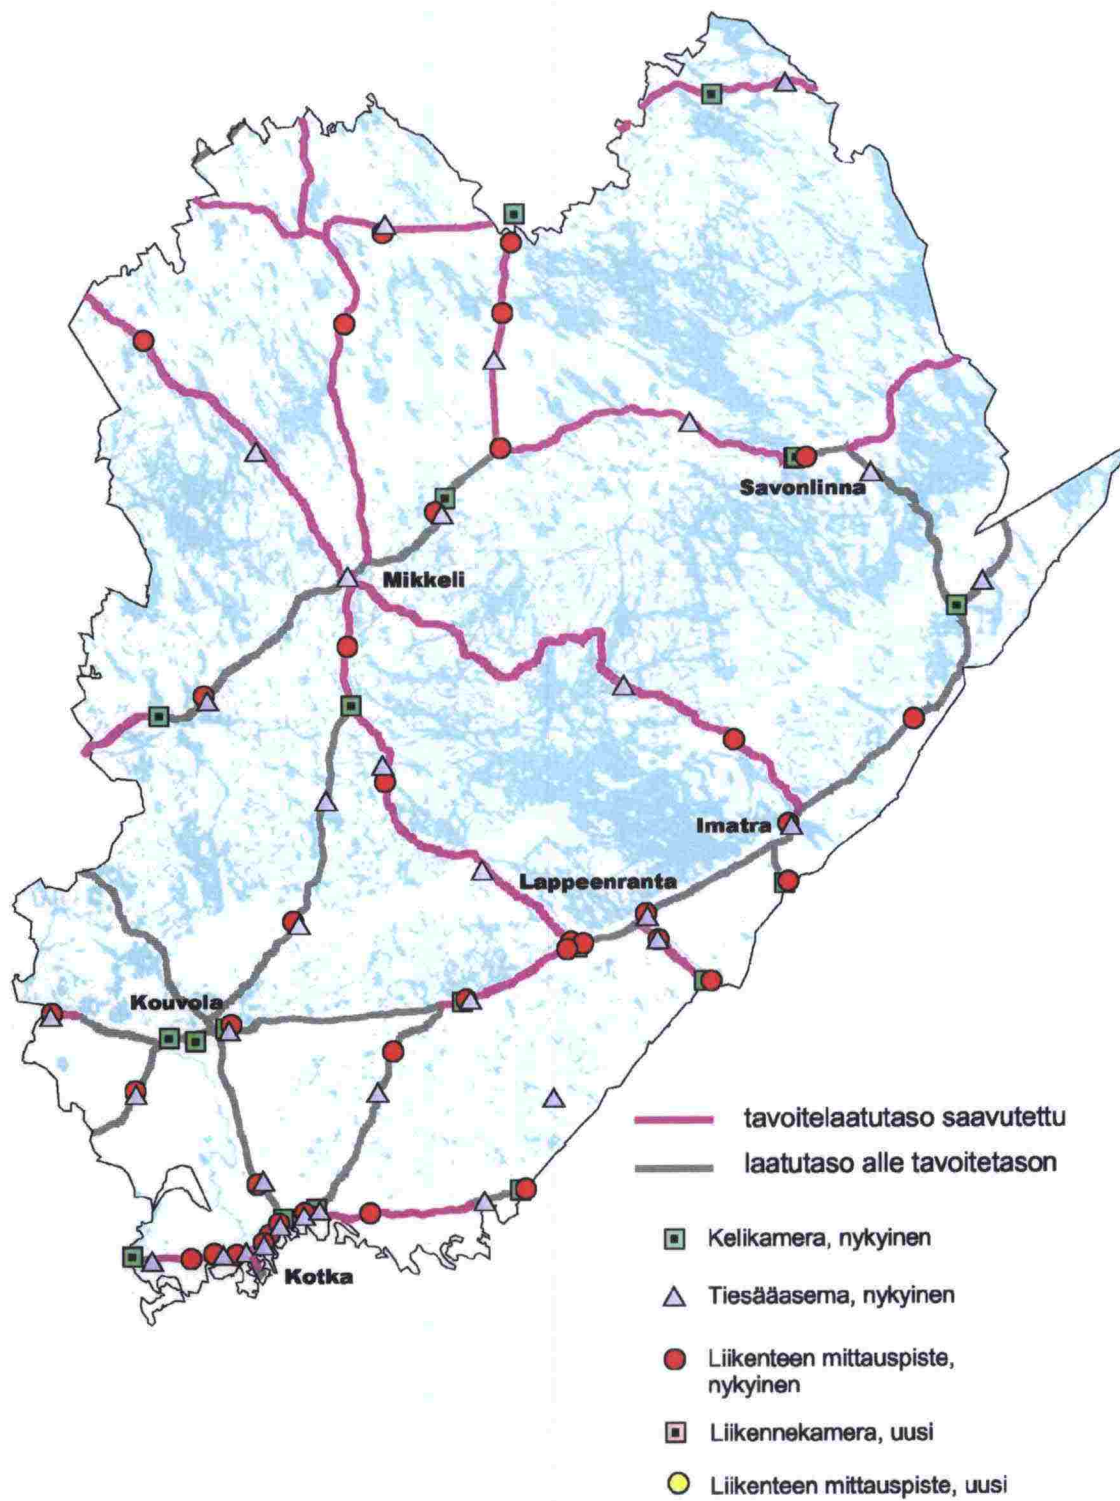 Savonlinna
Mikkeli
Imatra
Lappeenranta
Kouvola
Kotka
tavoitelaatutaso saavutettu
laatutaso alle tavoitetason
Kelikamera, nykyinen
Tiesääasema, nykyinen
Liikenteen mittauspiste,
nykyinen
Liikennekamera, uusi
Liikenteen mittauspiste, uusi